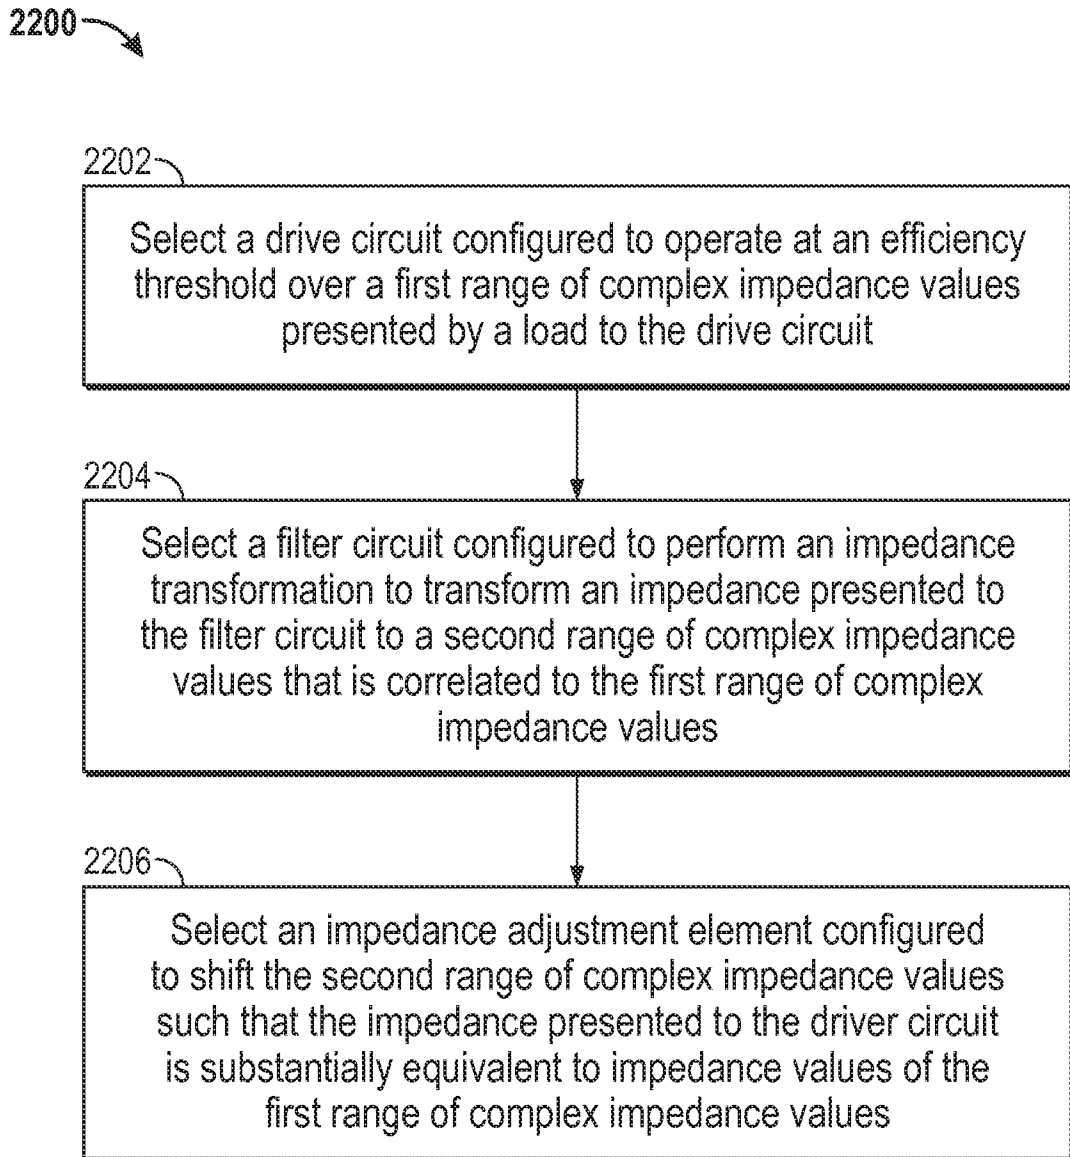 2200
2202
Select a drive circuit configured to operate at an efficiency
threshold over a first range of complex impedance values
presented by a load to the drive circuit
2204
Select a filter circuit configured to perform an impedance
transformation to transform an impedance presented to
the filter circuit to a second range of complex impedance
values that is correlated to the first range of complex
impedance values
2206
Select an impedance adjustment element configured
to shift the second range of complex impedance values
such that the impedance presented to the driver circuit
is substantially equivalent to impedance values of the
first range of complex impedance values